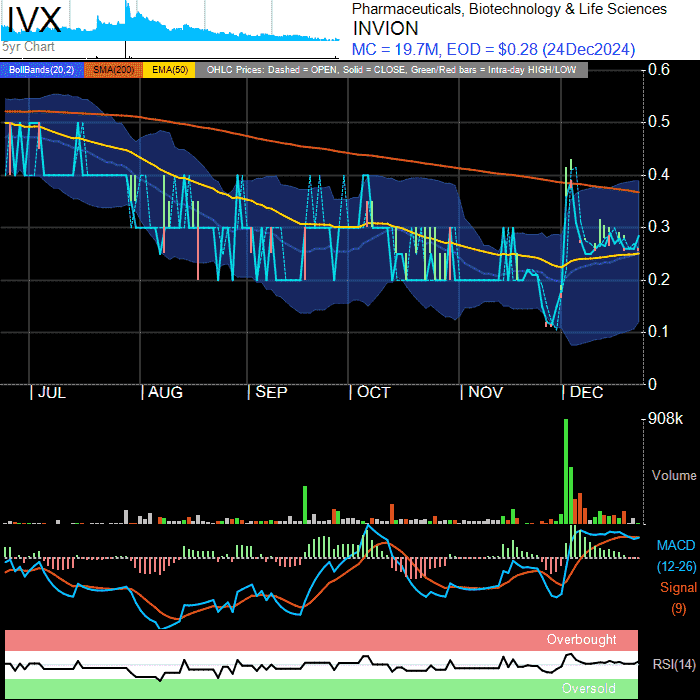 IVX
5yr Chart
Pharmaceuticals, Biotechnology & Life Sciences
INVION
MC = 19.7M, EOD = $0.28 (24Dec2024)
BollBands(20,2) SMA(200) EMA(50) OHLC Prices: Dashed = OPEN, Solid = CLOSE, Green/Red bars = Intra-day HIGH/LOW
0.6
0.5
0.4
0.3
0.2
0.1
0
JUL AUG SEP OCT NOV DEC
908k
Volume
MACD
(12-26)
Signal
(9)
Overbought
RSI(14)
Oversold